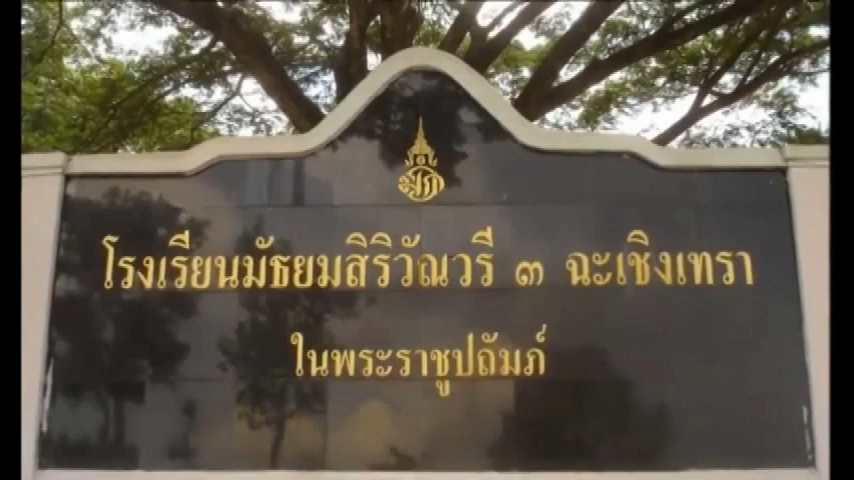 โรงเรียนมัธยมสิริวัณวรี ๓ ฉะเชิงเทรา
ในพระราชูปถัมภ์